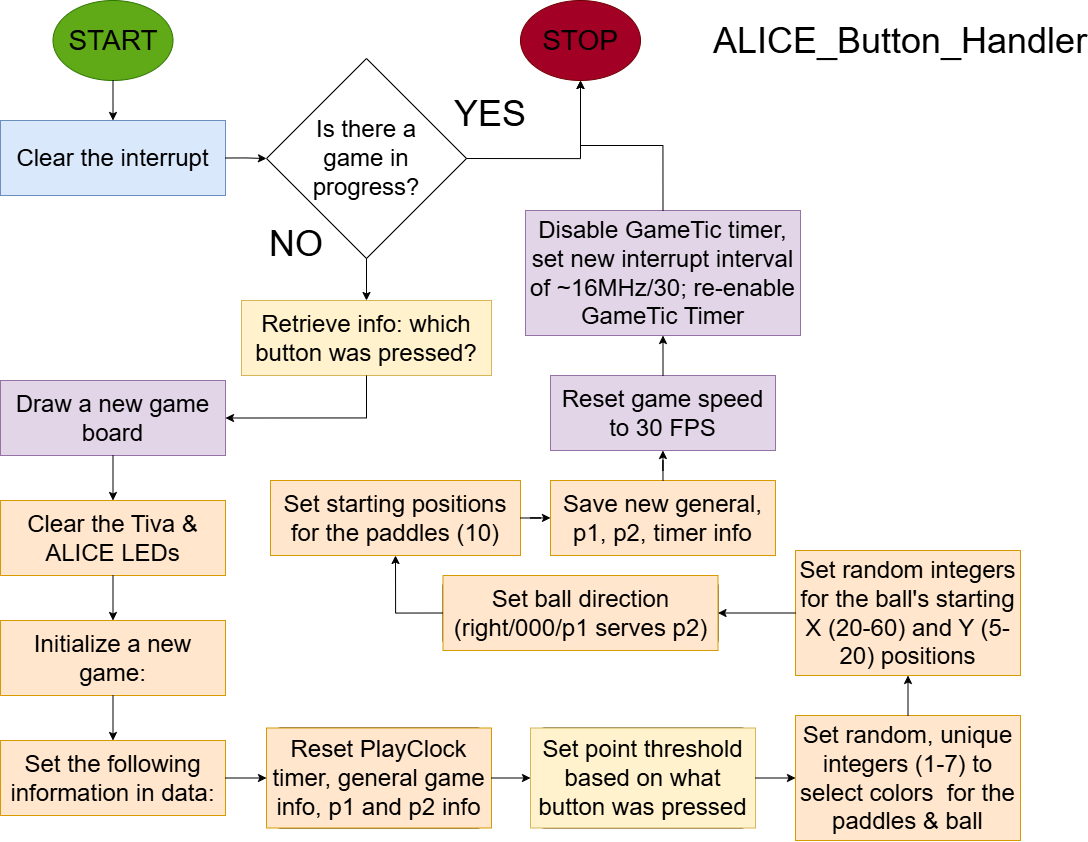 START
STOP
ALICE_Button_Handler
Clear the interrupt
Is there a
game in
progress?
YES
NO
Retrieve info: which
button was pressed?
Draw a new game
board
Clear the Tiva &
ALICE LEDs
Initialize a new
game:
Set the following
information in data:
Reset PlayClock
timer, general game
info, p1 and p2 info
Set point threshold
based on what
button was pressed
Set random, unique
integers (1-7) to
select colors  for the
paddles & ball
Set random integers
for the ball's starting
X (20-60) and Y (5-
20) positions
Set ball direction
(right/000/p1 serves p2)
Set starting positions
for the paddles (10)
Save new general,
p1, p2, timer info
Reset game speed
to 30 FPS
Disable GameTic timer,
set new interrupt interval
of ~16MHz/30; re-enable
GameTic Timer